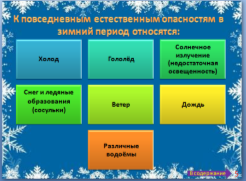 К повседневным естественным опасностям в
зимний период относятся:
Холод
Гололёд
Солнечное
излучение
(недостаточная
освещенность)
Снег и ледяные
образования
(сосульки)
Ветер
Дождь
Различные
водоёмы
В содержание